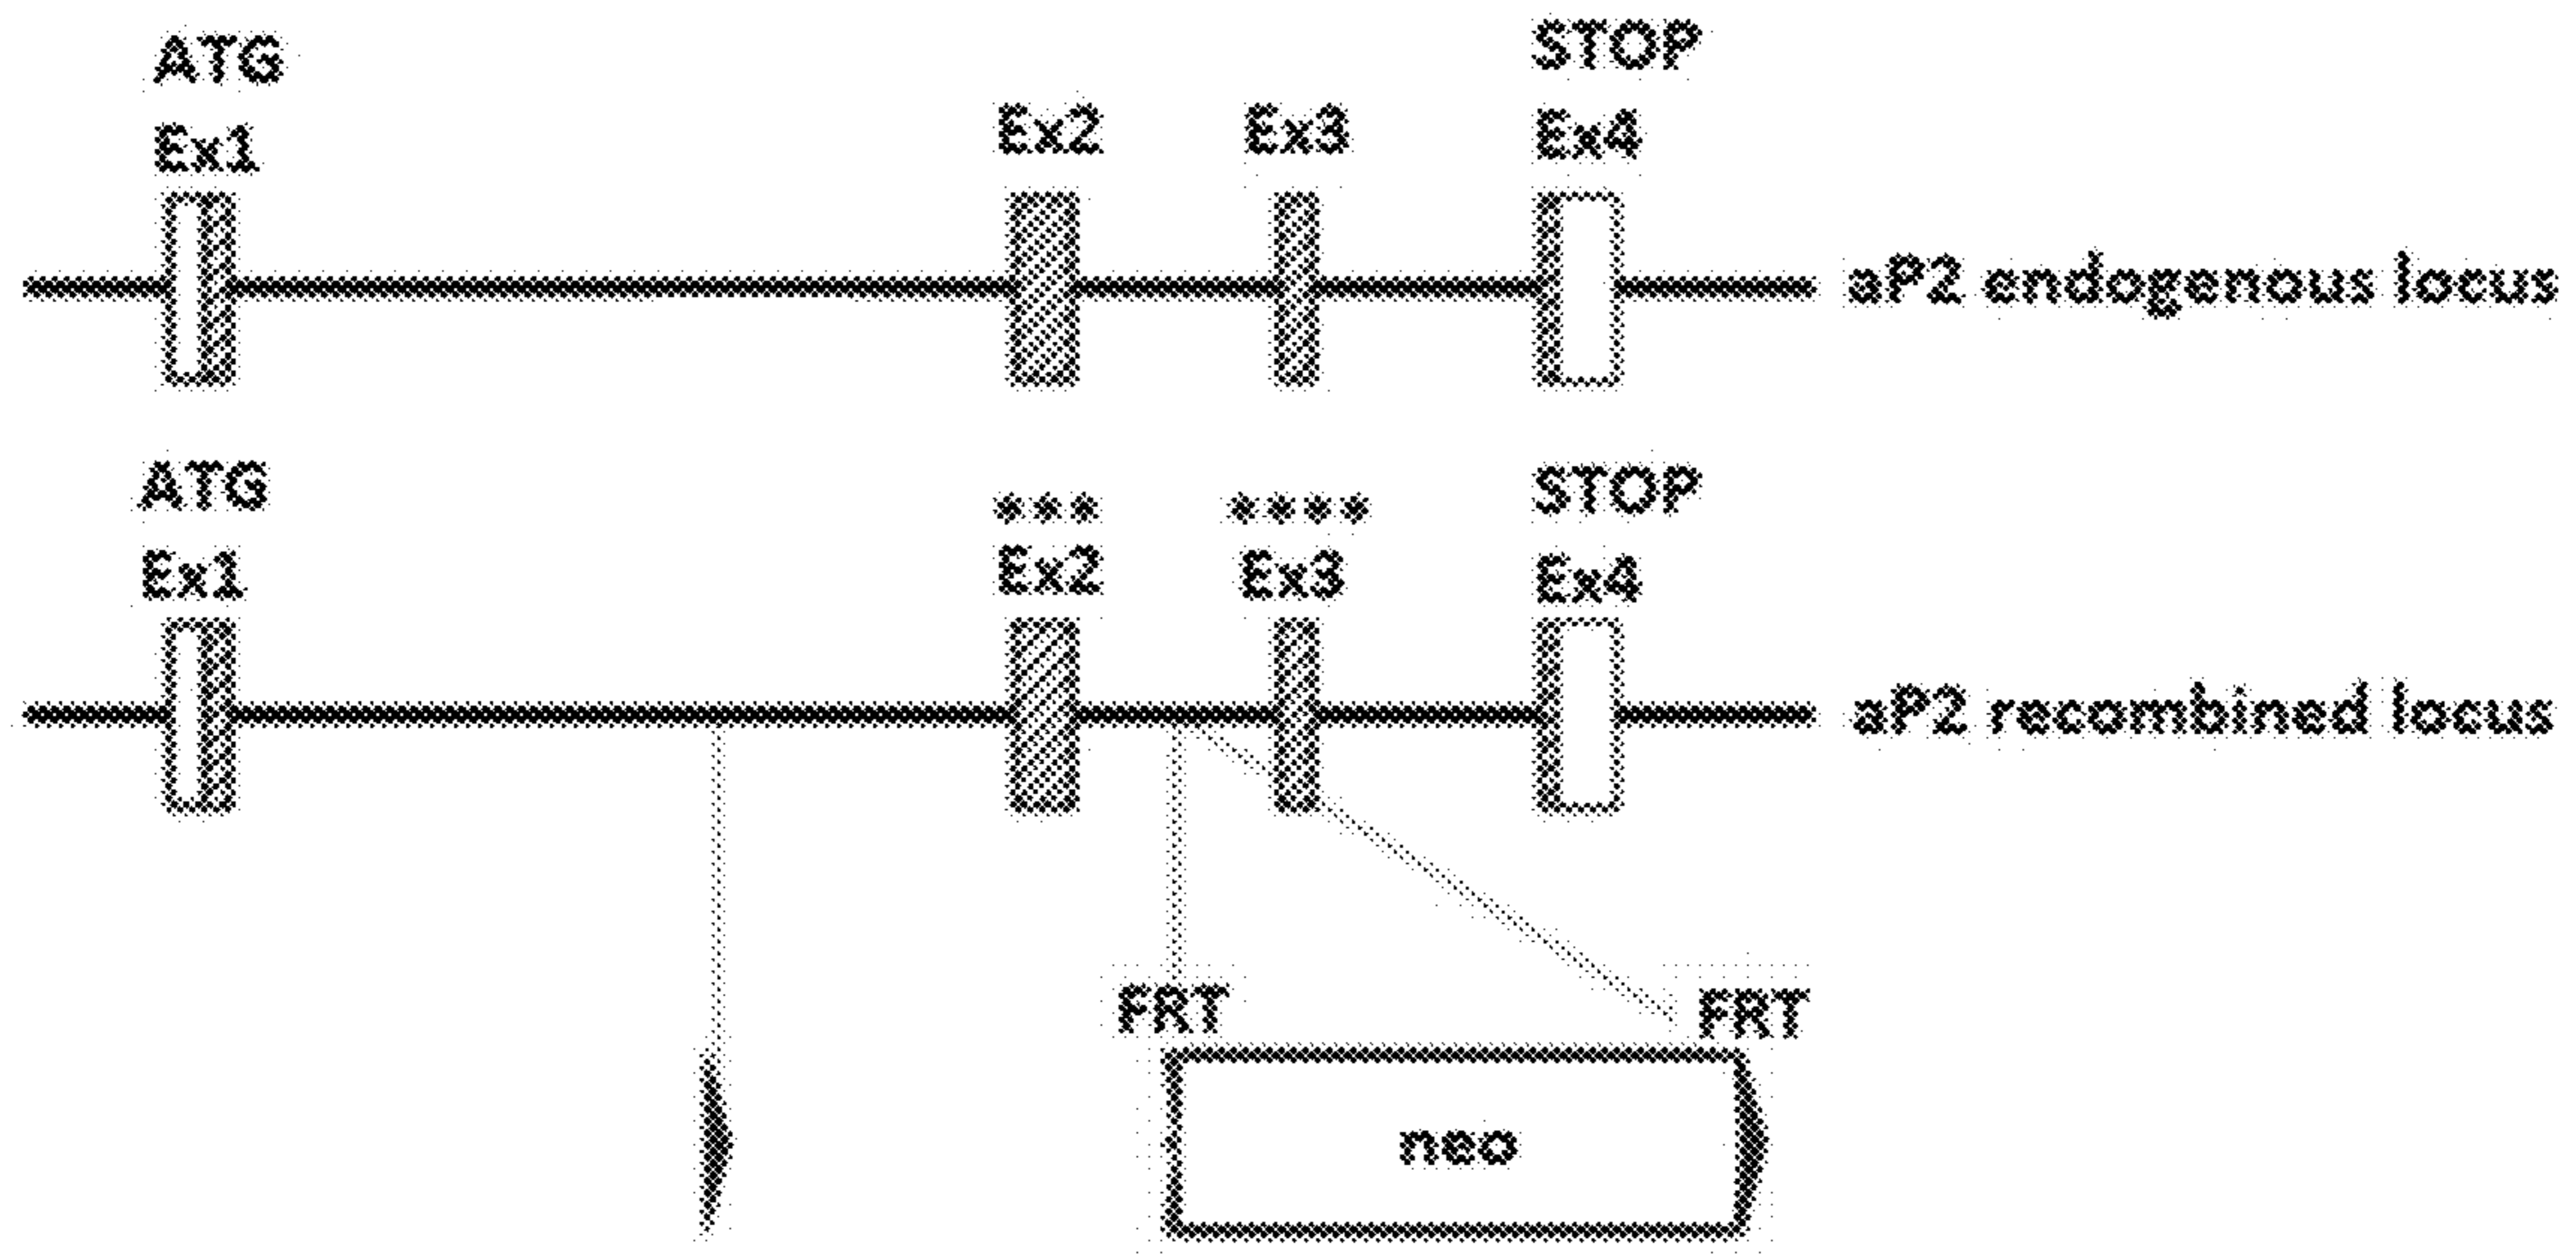 ATG
STOP
Ex1
Ex2
Ex3
Ex4
aP2 endogenous locus
ATG
***
****
STOP
Ex1
Ex2
Ex3
Ex4
aP2 recombined locus
FRT
FRT
neo